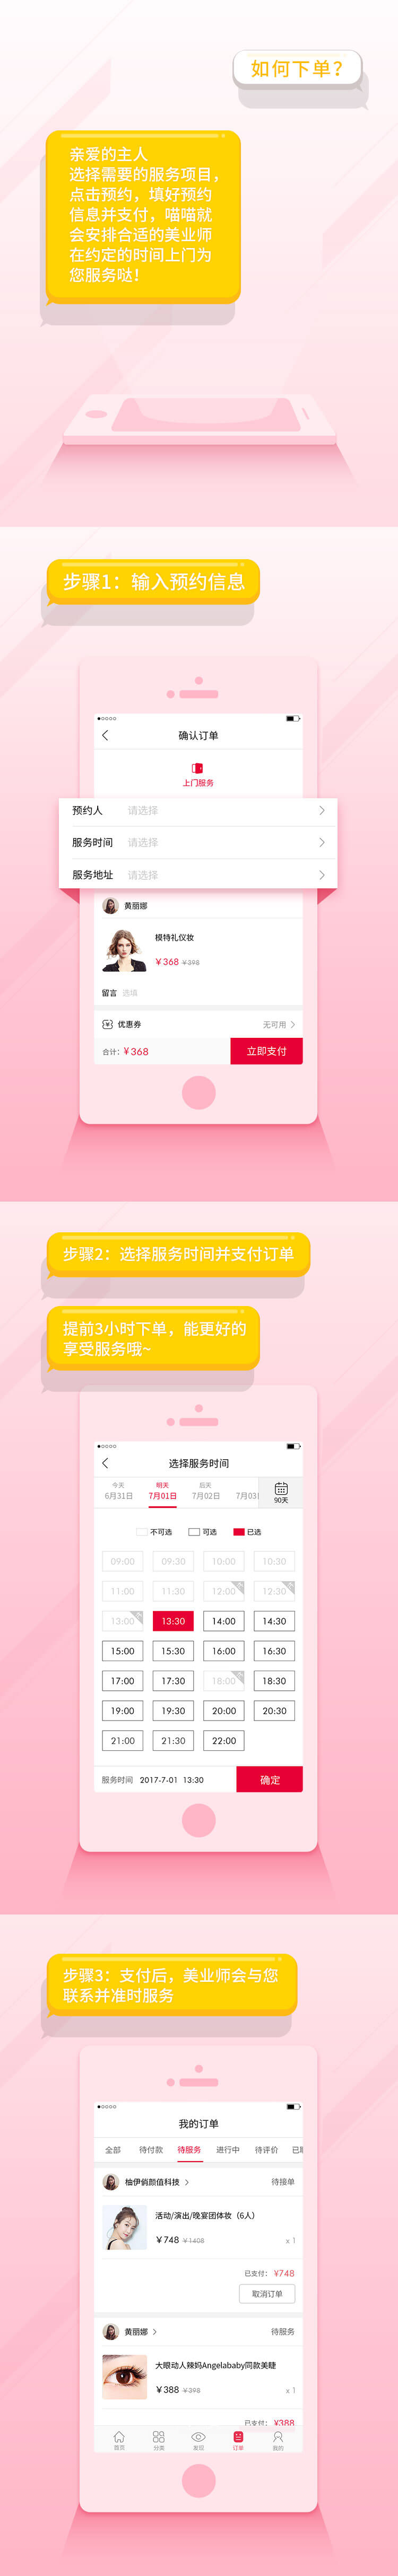 如何下单？
亲爱的主人
选择需要的服务项目，
点击预约，填好预约
信息并支付，喵喵就
会安排合适的美业师
在约定的时间上门为
您服务哒！
步骤1：输入预约信息
确认订单
上门服务
预约人 请选择
服务时间 请选择
服务地址 请选择
黄丽娜
模特礼仪妆
￥368 ￥398
留言 选填
优惠券 无可用
合计：￥368 立即支付
步骤2：选择服务时间并支付订单
提前3小时下单，能更好的
享受服务哦~
选择服务时间
今天 明天 后天
6月31日 7月01日 7月02日 7月03 90天
不可选 可选 已选
09:00 09:30 10:00 10:30
11:00 11:30 12:00 12:30
13:00 13:30 14:00 14:30
15:00 15:30 16:00 16:30
17:00 17:30 18:00 18:30
19:00 19:30 20:00 20:30
21:00 21:30 22:00
服务时间 2017-7-01 13:30 确定
步骤3：支付后，美业师会与您
联系并准时服务
我的订单
全部 待付款 待服务 进行中 待评价
柚伊俏颜值科技 待接单
活动/演出/晚宴团体妆（6人）
￥748 ￥1408 x 1
已支付：￥748
取消订单
黄丽娜 待服务
大眼动人辣妈Angelababy同款美睫
￥388 ￥398 x 1
已支付：￥388
首页 分类 发现 订单 我的